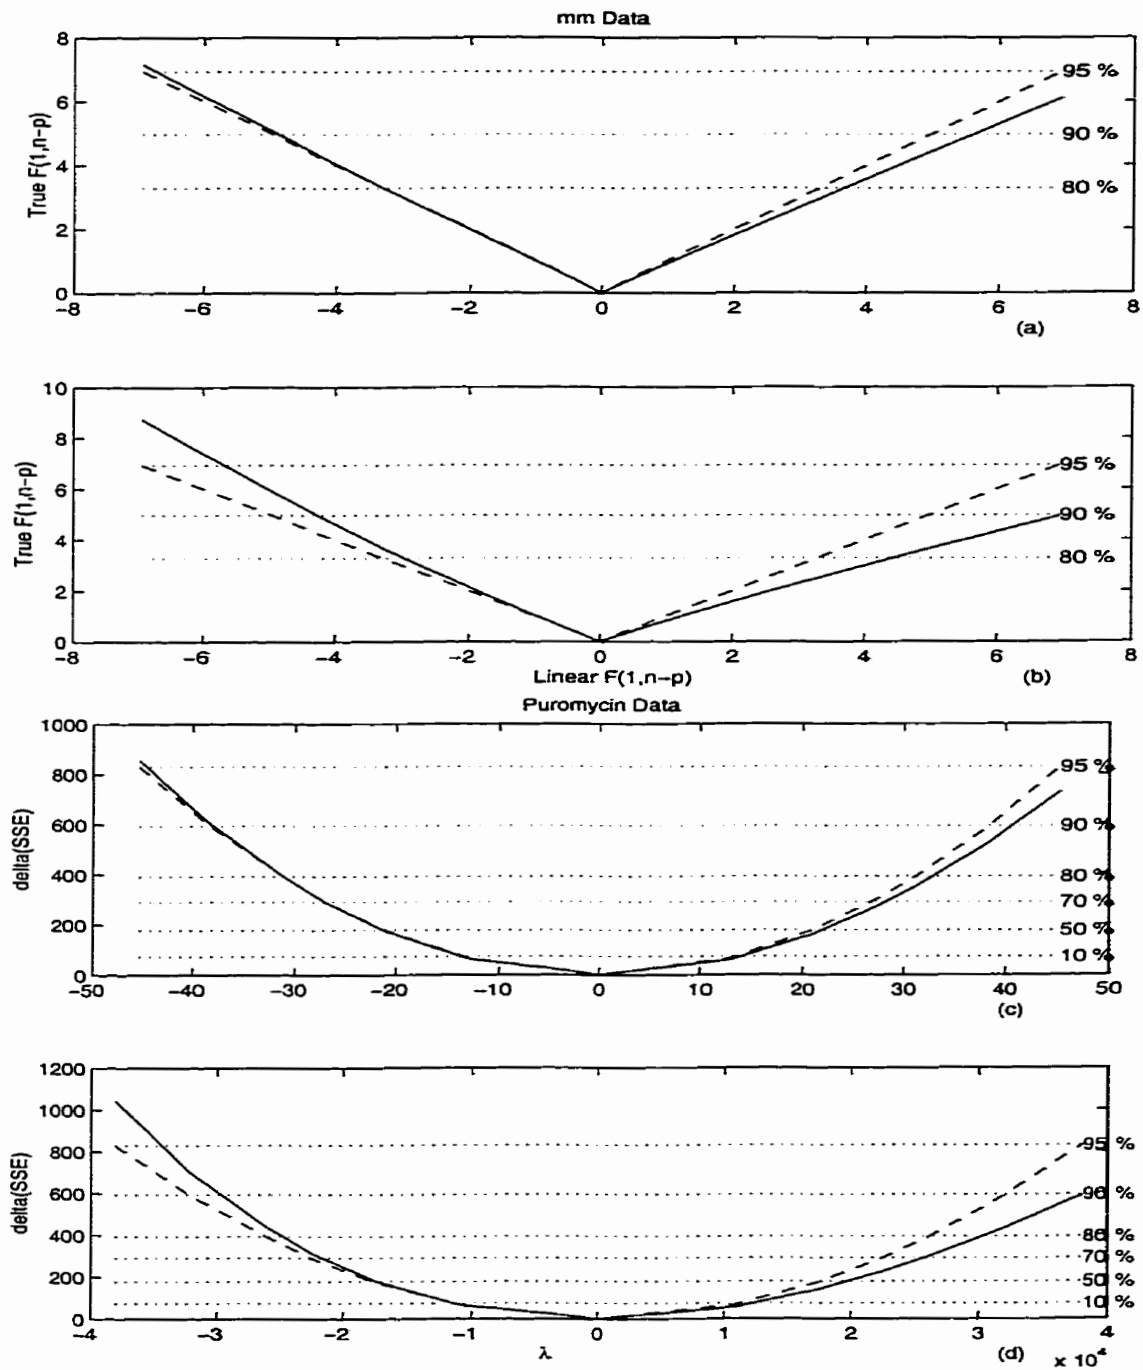 mm Data
True F(1,n-p)
8
6
4
2
0
95 %
90 %
80 %
-8 -6 -4 -2 0 2 4 6 8
(a)
True F(1,n-p)
10
8
6
4
2
0
95 %
90 %
80 %
-8 -6 -4 -2 0 2 4 6 8
Linear F(1,n-p)
(b)
Puromycin Data
delta(SSE)
1000
800
600
400
200
0
95 %
90 %
80 %
70 %
50 %
10 %
-50 -40 -30 -20 -10 0 10 20 30 40 50
(c)
delta(SSE)
1200
1000
800
600
400
200
0
95 %
90 %
80 %
70 %
50 %
10 %
-4 -3 -2 -1 0 1 2 3 4
λ
(d)
x 10⁴